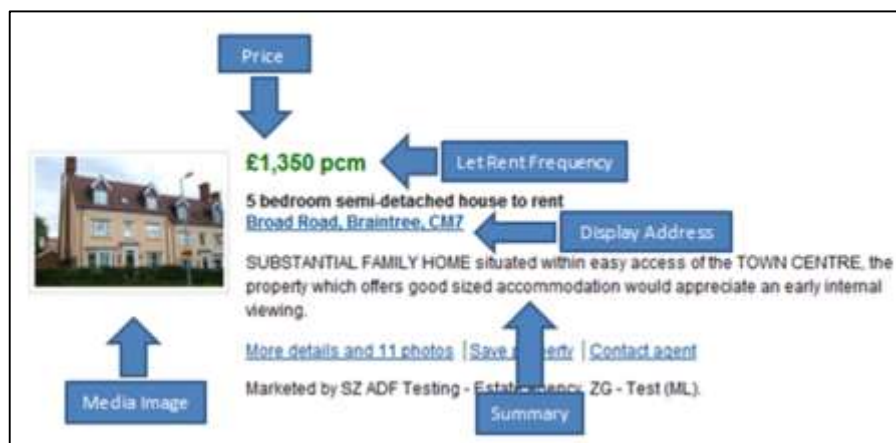 Price
£1,350 pcm
Let Rent Frequency
5 bedroom semi-detached house to rent
Broad Road, Braintree, CM7
Display Address
SUBSTANTIAL FAMILY HOME situated within easy access of the TOWN CENTRE, the
property which offers good sized accommodation would appreciate an early internal
viewing.
More details and 11 photos | Save property | Contact agent
Marketed by SZ ADF Testing - Estate Agency, ZG - Test (ML).
Media Image
Summary